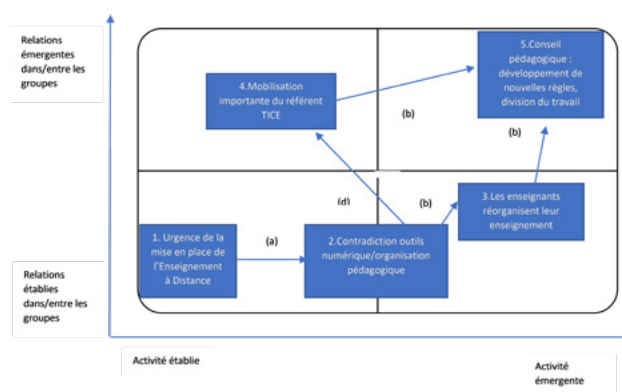 Relations
émergentes
dans/entre les
groupes
5.Conseil
pédagogique :
développement de
nouvelles règles,
division du travail
4.Mobilisation
importante du référent
TICE
(b)
(b)
(d)
(b)
3.Les enseignants
réorganisent leur
enseignement
1. Urgence de la
mise en place de
l’Enseignement
à Distance
(a)
2.Contradiction outils
numérique/organisation
pédagogique
Relations
établies
dans/entre les
groupes
Activité établie
Activité
émergente